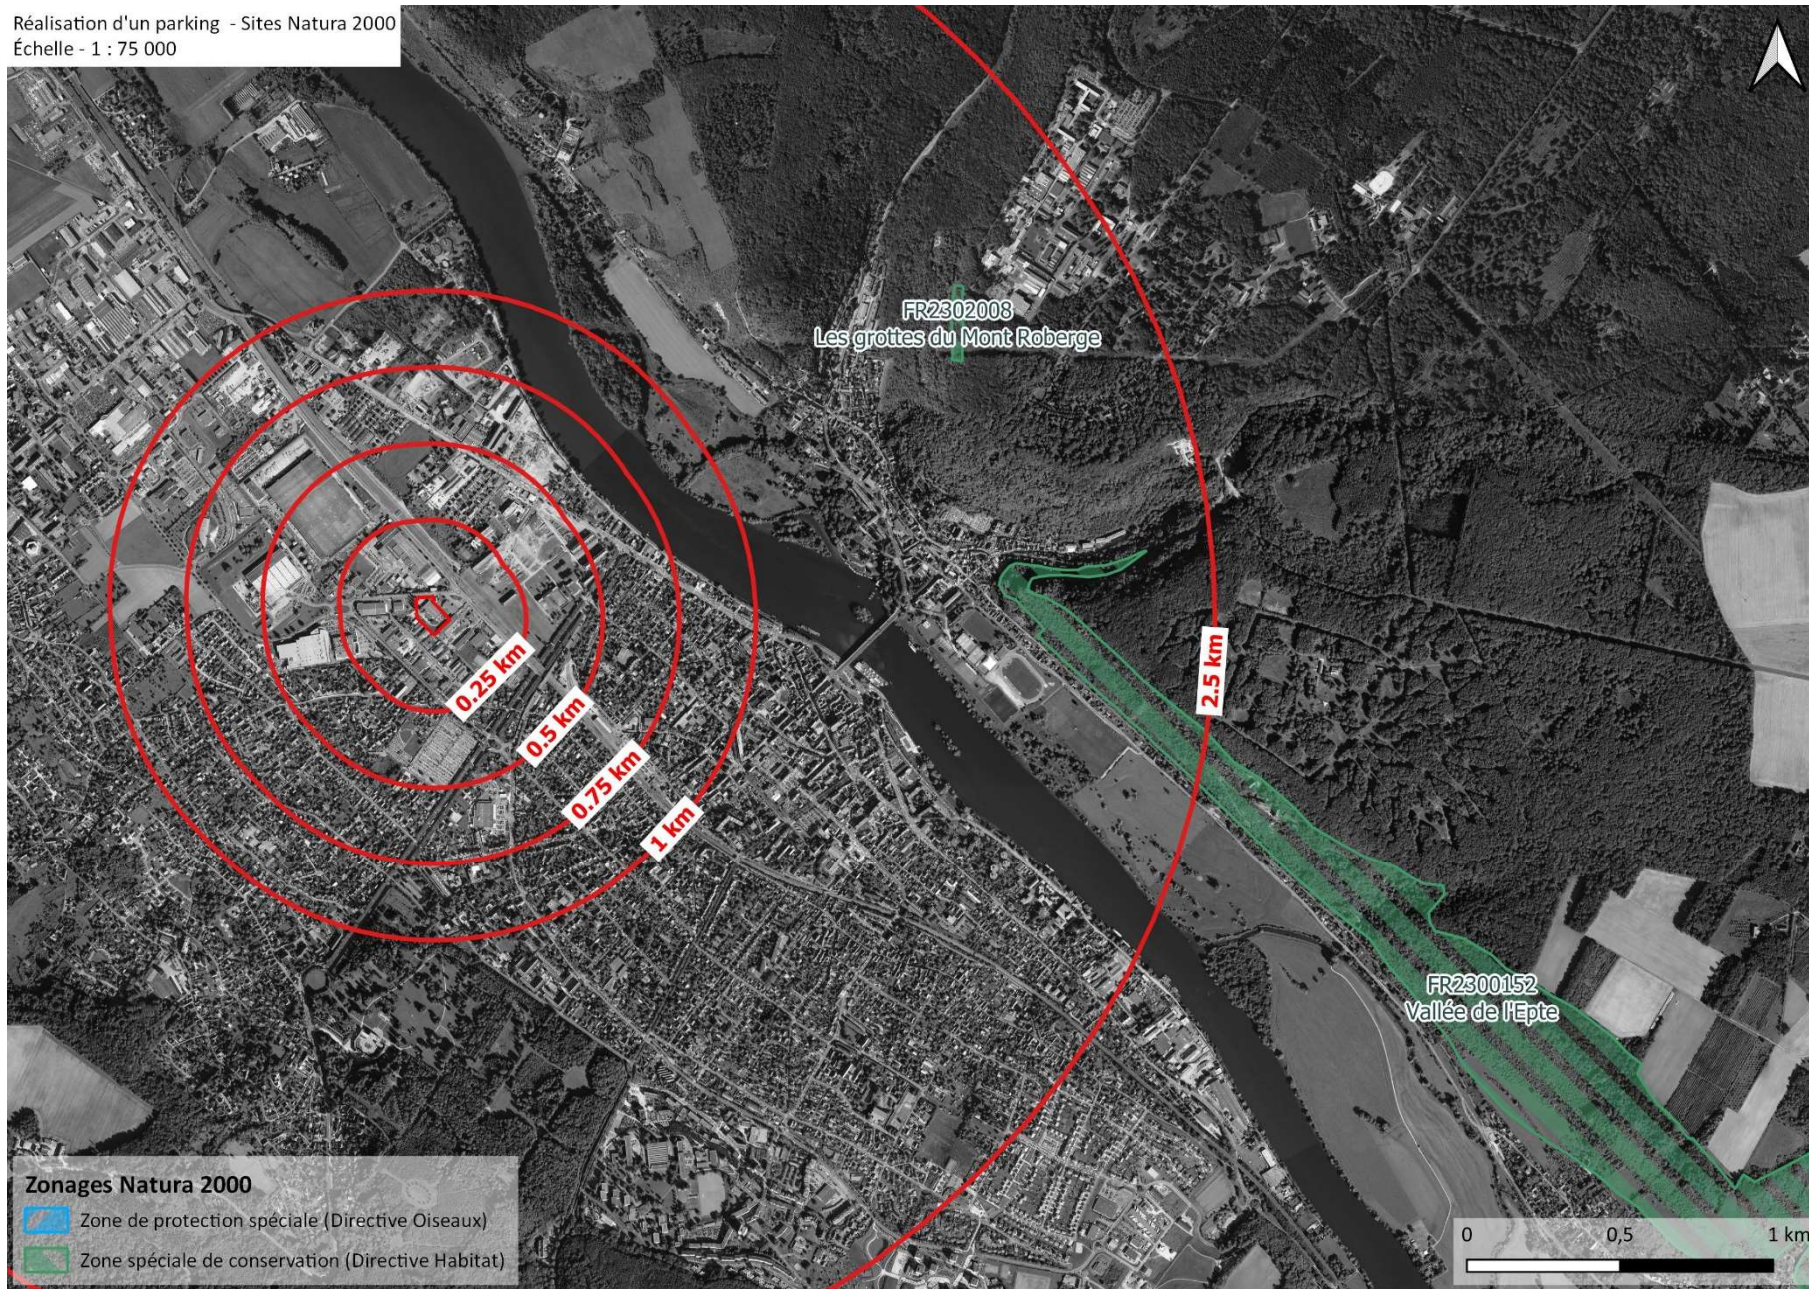 Réalisation d'un parking - Sites Natura 2000
Échelle - 1 : 75 000
FR2302008
Les grottes du Mont Roberge
0.25 km
0.5 km
0.75 km
1 km
2.5 km
FR2300152
Vallée de l'Epte
Zonages Natura 2000
Zone de protection spéciale (Directive Oiseaux)
Zone spéciale de conservation (Directive Habitat)
0 0,5 1 km